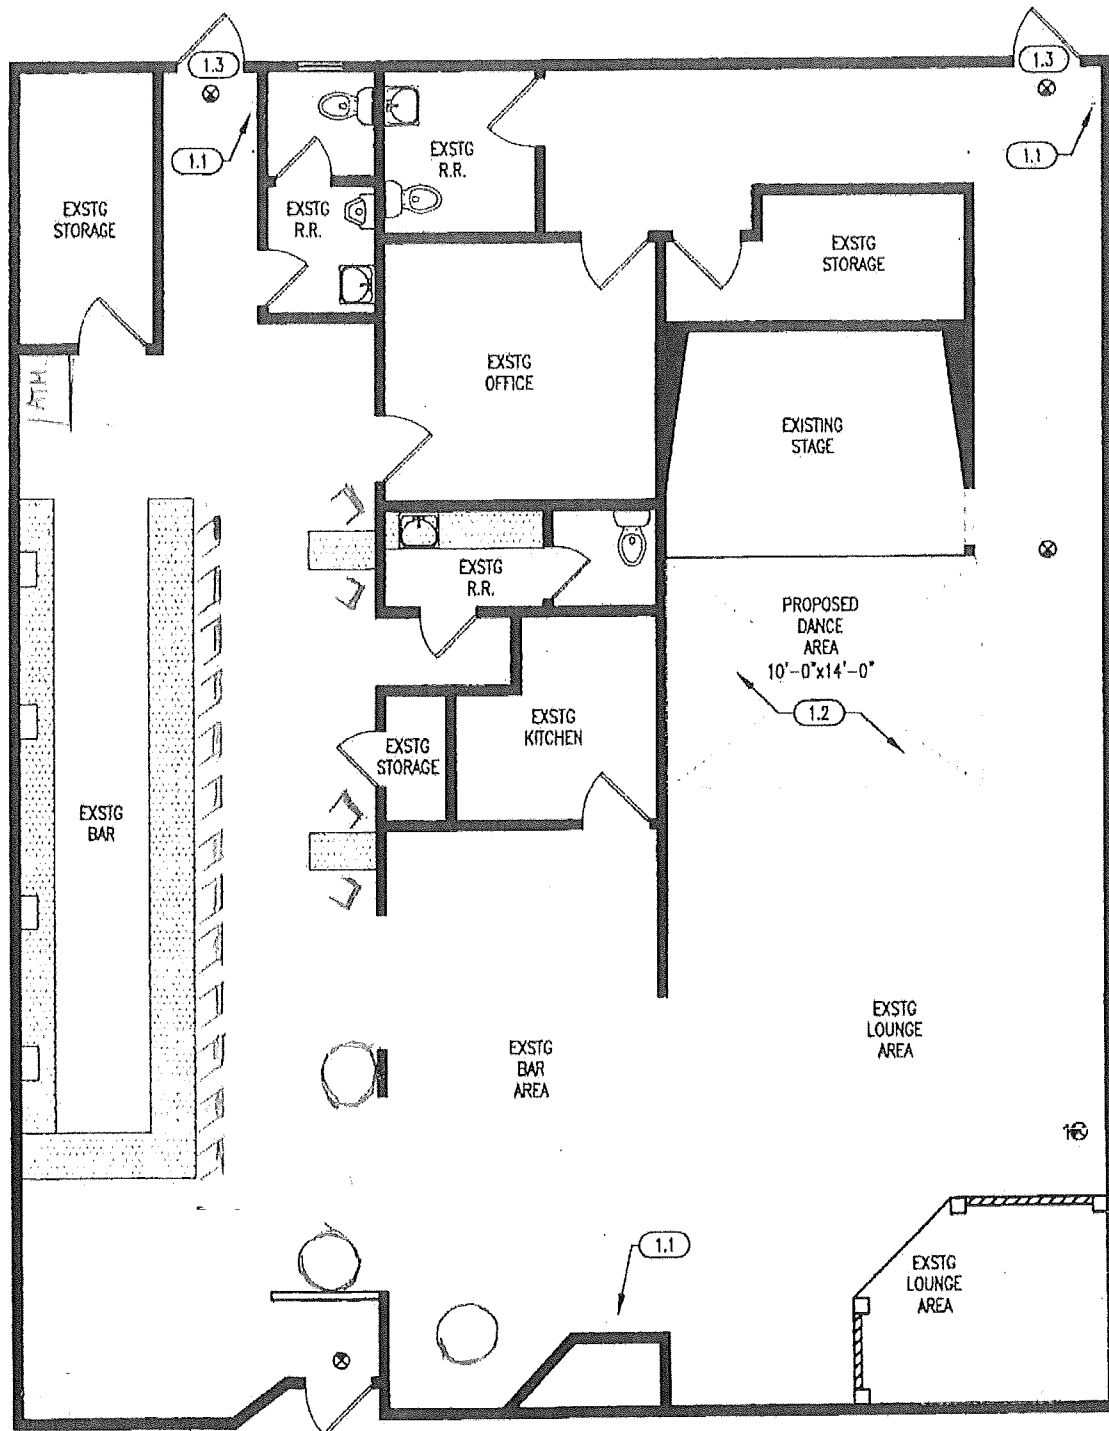 1.3
1.3
1.1
1.1
EXSTG
R.R.
EXSTG
STORAGE
EXSTG
R.R.
EXSTG
STORAGE
EXSTG
OFFICE
ATM
EXISTING
STAGE
EXSTG
R.R.
PROPOSED
DANCE
AREA
10'-0"x14'-0"
1.2
EXSTG
KITCHEN
EXSTG
STORAGE
EXSTG
BAR
EXSTG
LOUNGE
AREA
EXSTG
BAR
AREA
1.1
EXSTG
LOUNGE
AREA